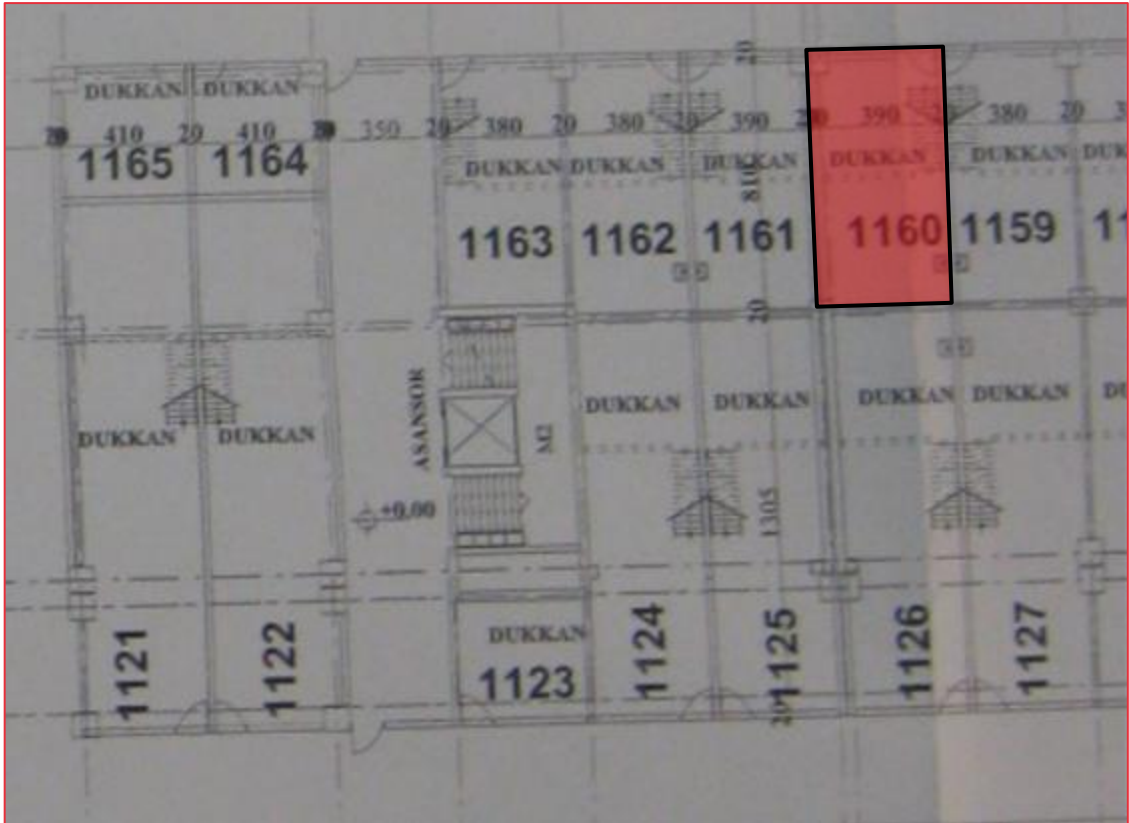 DUKKAN DUKKAN
20 410 20 410 350 20 380 20 380 20 390 390 380 20
20
1165 1164
DUKKAN DUKKAN DUKKAN DUKKAN DUKKAN
810
1163 1162 1161 1160 1159
20
ASANSOR
M2
DUKKAN DUKKAN DUKKAN DUKKAN
DUKKAN DUKKAN
±0.00
1305
1121 1122
DUKKAN
1123
1124 1125 1126 1127
20